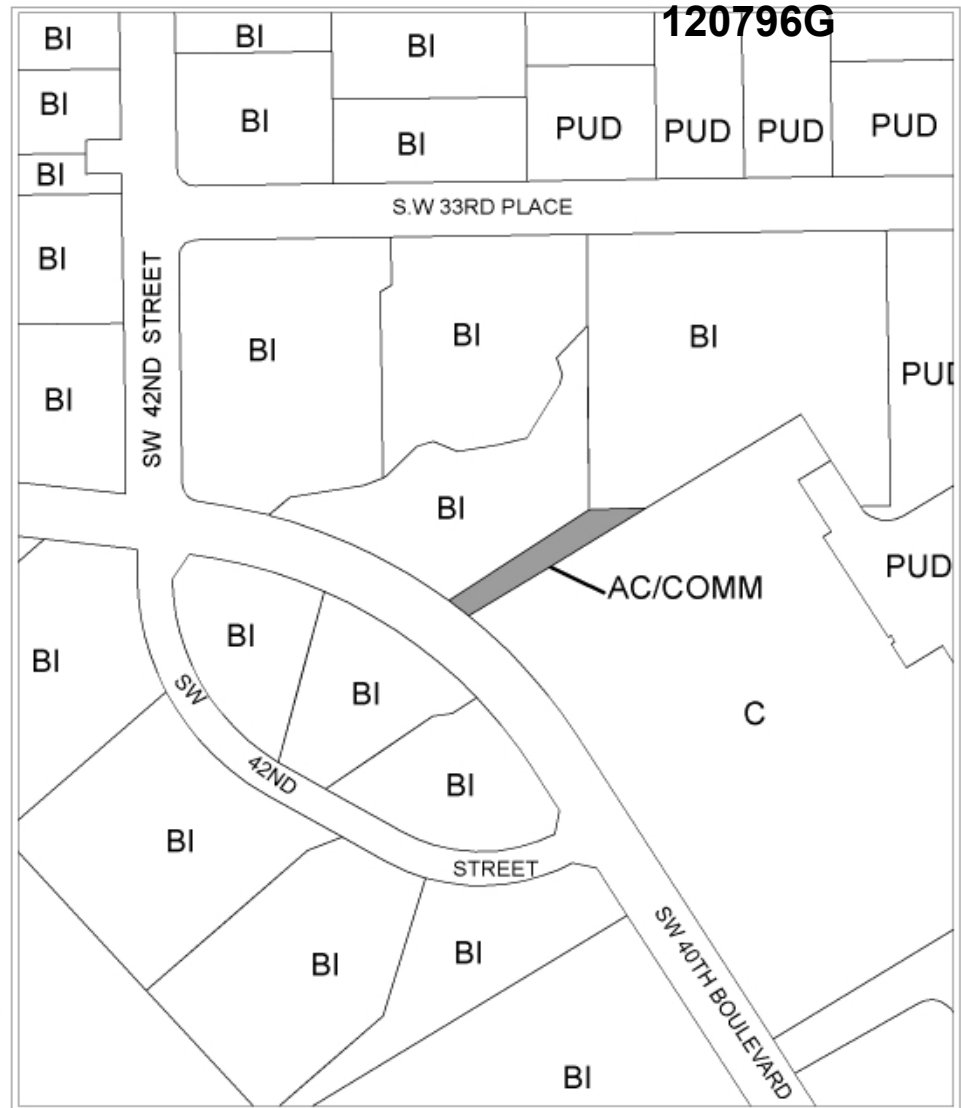 120796G
BI
BI
BI
BI
BI
BI
PUD
PUD
PUD
PUD
BI
BI
S.W 33RD PLACE
BI
SW 42ND STREET
BI
BI
BI
PUD
BI
BI
PUD
AC/COMM
BI
BI
BI
SW
42ND
STREET
C
BI
BI
BI
BI
SW 40TH BOULEVARD
BI